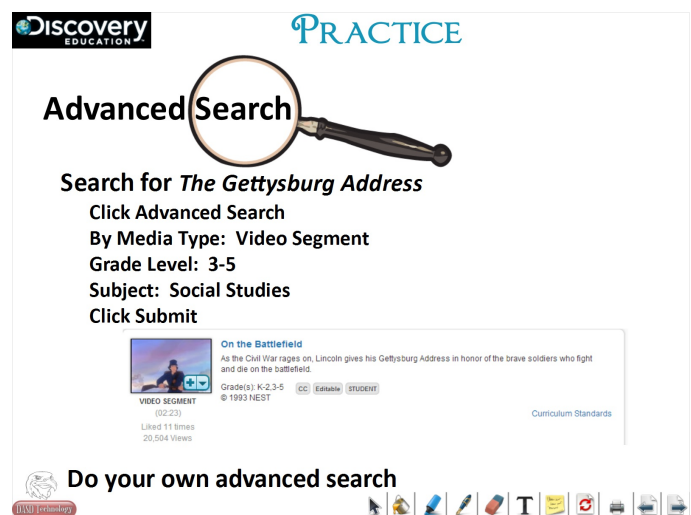 Discovery
EDUCATION
PRACTICE
Advanced Search
Search for The Gettysburg Address
Click Advanced Search
By Media Type: Video Segment
Grade Level: 3-5
Subject: Social Studies
Click Submit
On the Battlefield
As the Civil War rages on, Lincoln gives his Gettysburg Address in honor of the brave soldiers who fight
and die on the battlefield.
Grade(s): K-2,3-5 CC Editable STUDENT
© 1993 NEST
VIDEO SEGMENT
(02:23)
Liked 11 times
20,504 Views
Curriculum Standards
Do your own advanced search
T